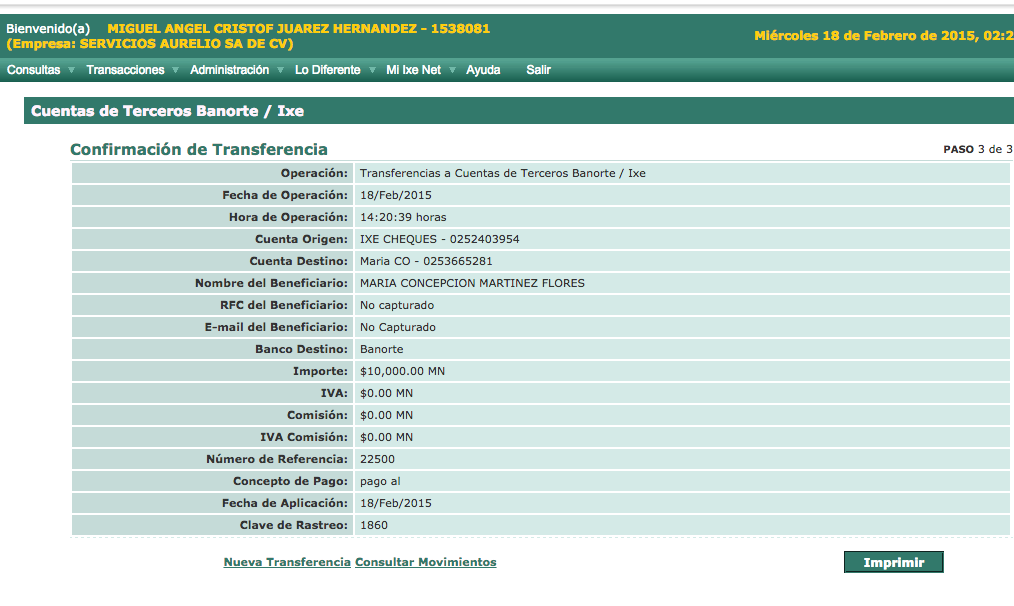 Bienvenido(a) MIGUEL ANGEL CRISTOF JUAREZ HERNANDEZ - 1538081
(Empresa: SERVICIOS AURELIO SA DE CV)
Miércoles 18 de Febrero de 2015, 02:2
Consultas Transacciones Administración Lo Diferente Mi Ixe Net Ayuda Salir
Cuentas de Terceros Banorte / Ixe
Confirmación de Transferencia PASO 3 de 3
Operación: Transferencias a Cuentas de Terceros Banorte / Ixe
Fecha de Operación: 18/Feb/2015
Hora de Operación: 14:20:39 horas
Cuenta Origen: IXE CHEQUES - 0252403954
Cuenta Destino: Maria CO - 0253665281
Nombre del Beneficiario: MARIA CONCEPCION MARTINEZ FLORES
RFC del Beneficiario: No capturado
E-mail del Beneficiario: No Capturado
Banco Destino: Banorte
Importe: $10,000.00 MN
IVA: $0.00 MN
Comisión: $0.00 MN
IVA Comisión: $0.00 MN
Número de Referencia: 22500
Concepto de Pago: pago al
Fecha de Aplicación: 18/Feb/2015
Clave de Rastreo: 1860
Nueva Transferencia Consultar Movimientos Imprimir